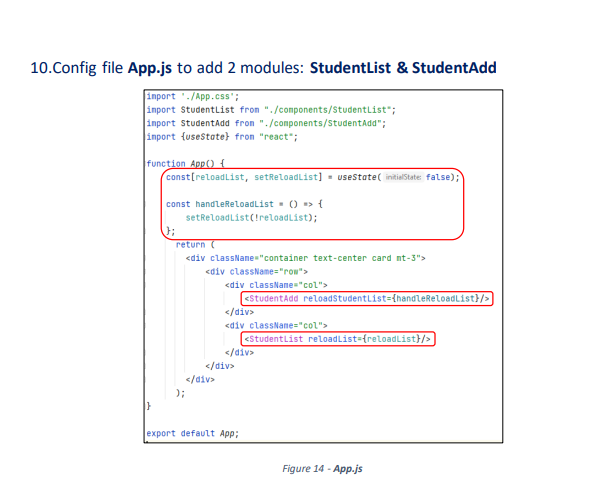 10.Config file App.js to add 2 modules: StudentList & StudentAdd
import './App.css';
import StudentList from "./components/StudentList";
import StudentAdd from "./components/StudentAdd";
import {useState} from "react";
function App() {
const[reloadList, setReloadList] = useState( initialState: false);
const handleReloadList = () => {
setReloadList(!reloadList);
};
return (
<div className="container text-center card mt-3">
<div className="row">
<div className="col">
<StudentAdd reloadStudentList={handleReloadList}/>
</div>
<div className="col">
<StudentList reloadList={reloadList}/>
</div>
</div>
</div>
);
}
export default App;
Figure 14 - App.js